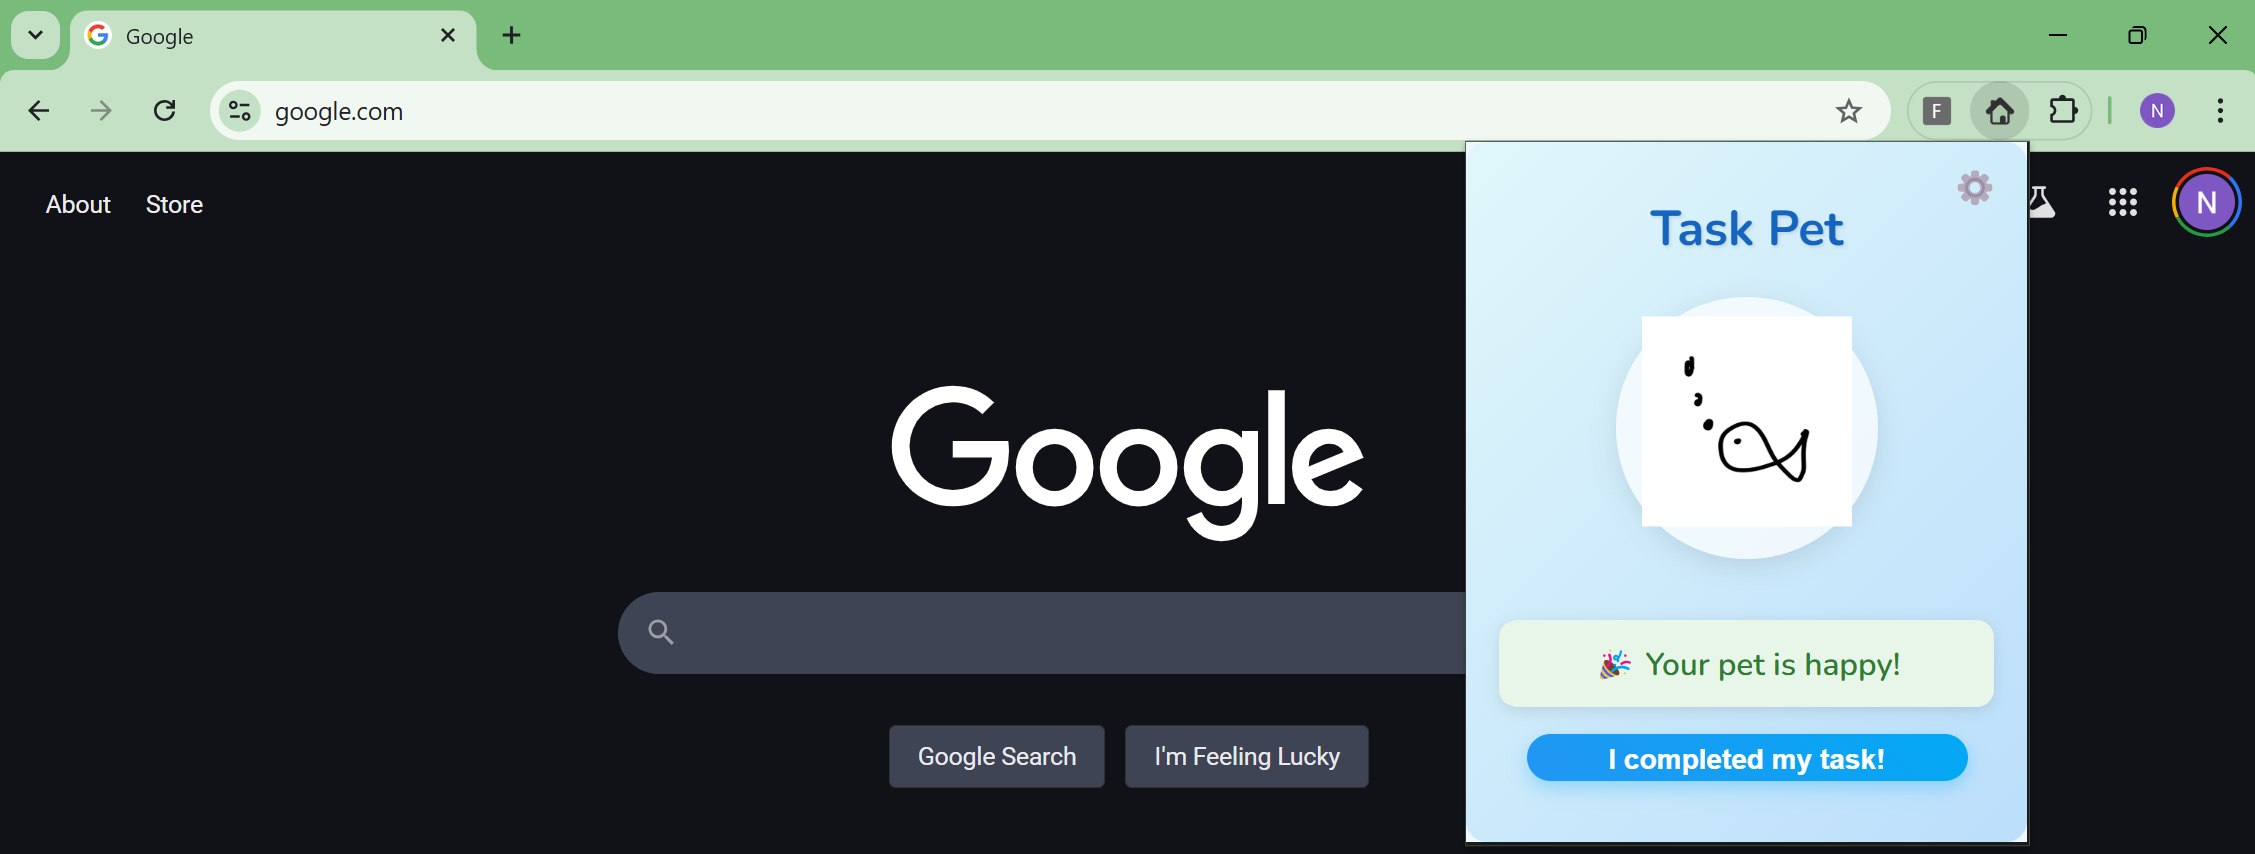 Google
google.com
F
N
About
Store
N
Task Pet
Google
🎉 Your pet is happy!
Google Search
I'm Feeling Lucky
I completed my task!